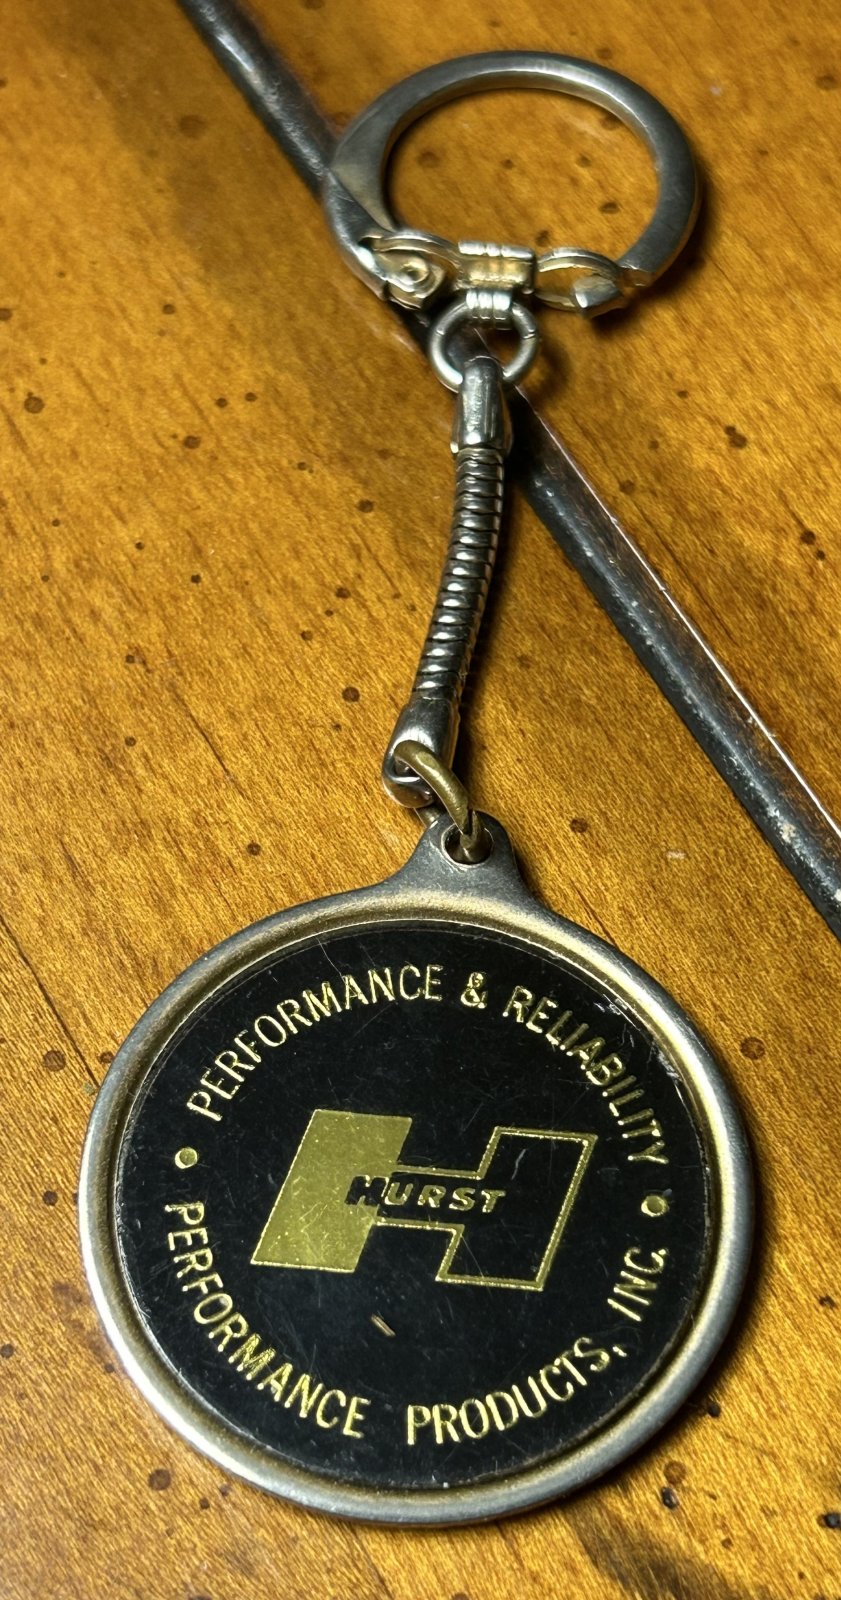 PERFORMANCE & RELIABILITY
HURST
PERFORMANCE PRODUCTS, INC.